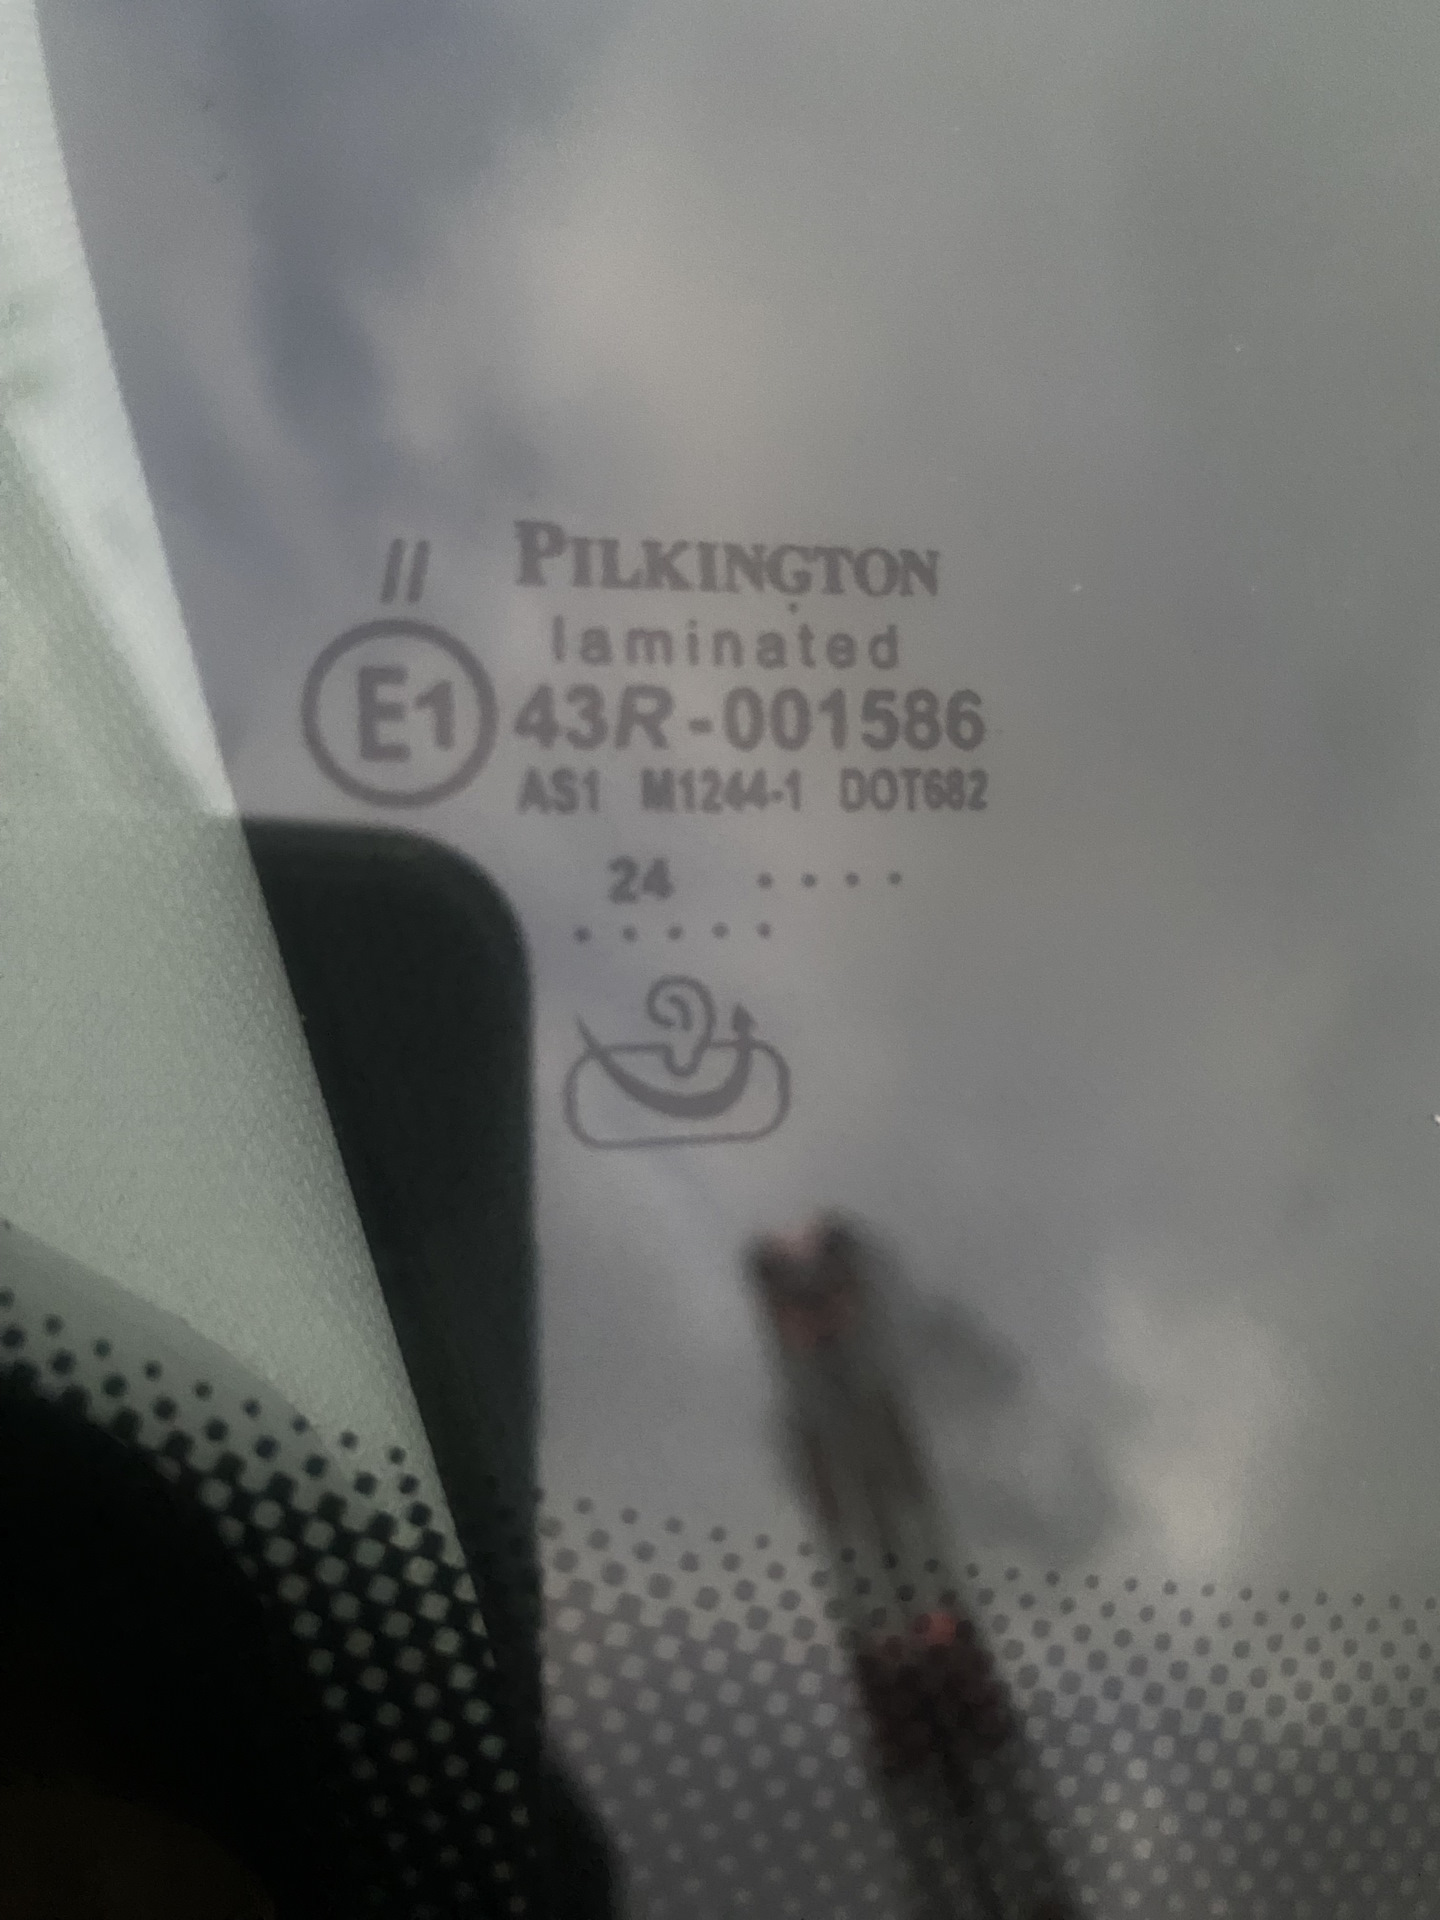 // PILKINGTON
laminated
E1 43R-001586
AS1 M1244-1 DOT682
24 ....
.....